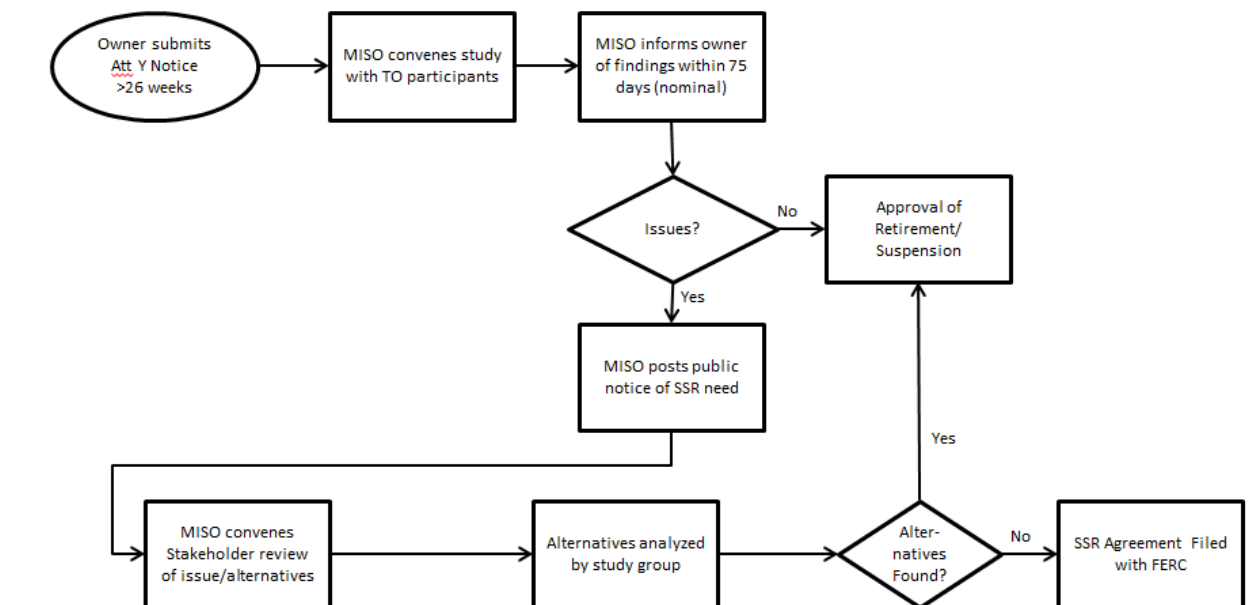 Owner submits
Att Y Notice
>26 weeks
MISO convenes study
with TO participants
MISO informs owner
of findings within 75
days (nominal)
Issues?
No
Approval of
Retirement/
Suspension
Yes
MISO posts public
notice of SSR need
Yes
MISO convenes
Stakeholder review
of issue/alternatives
Alternatives analyzed
by study group
Alter-
natives
Found?
No
SSR Agreement Filed
with FERC